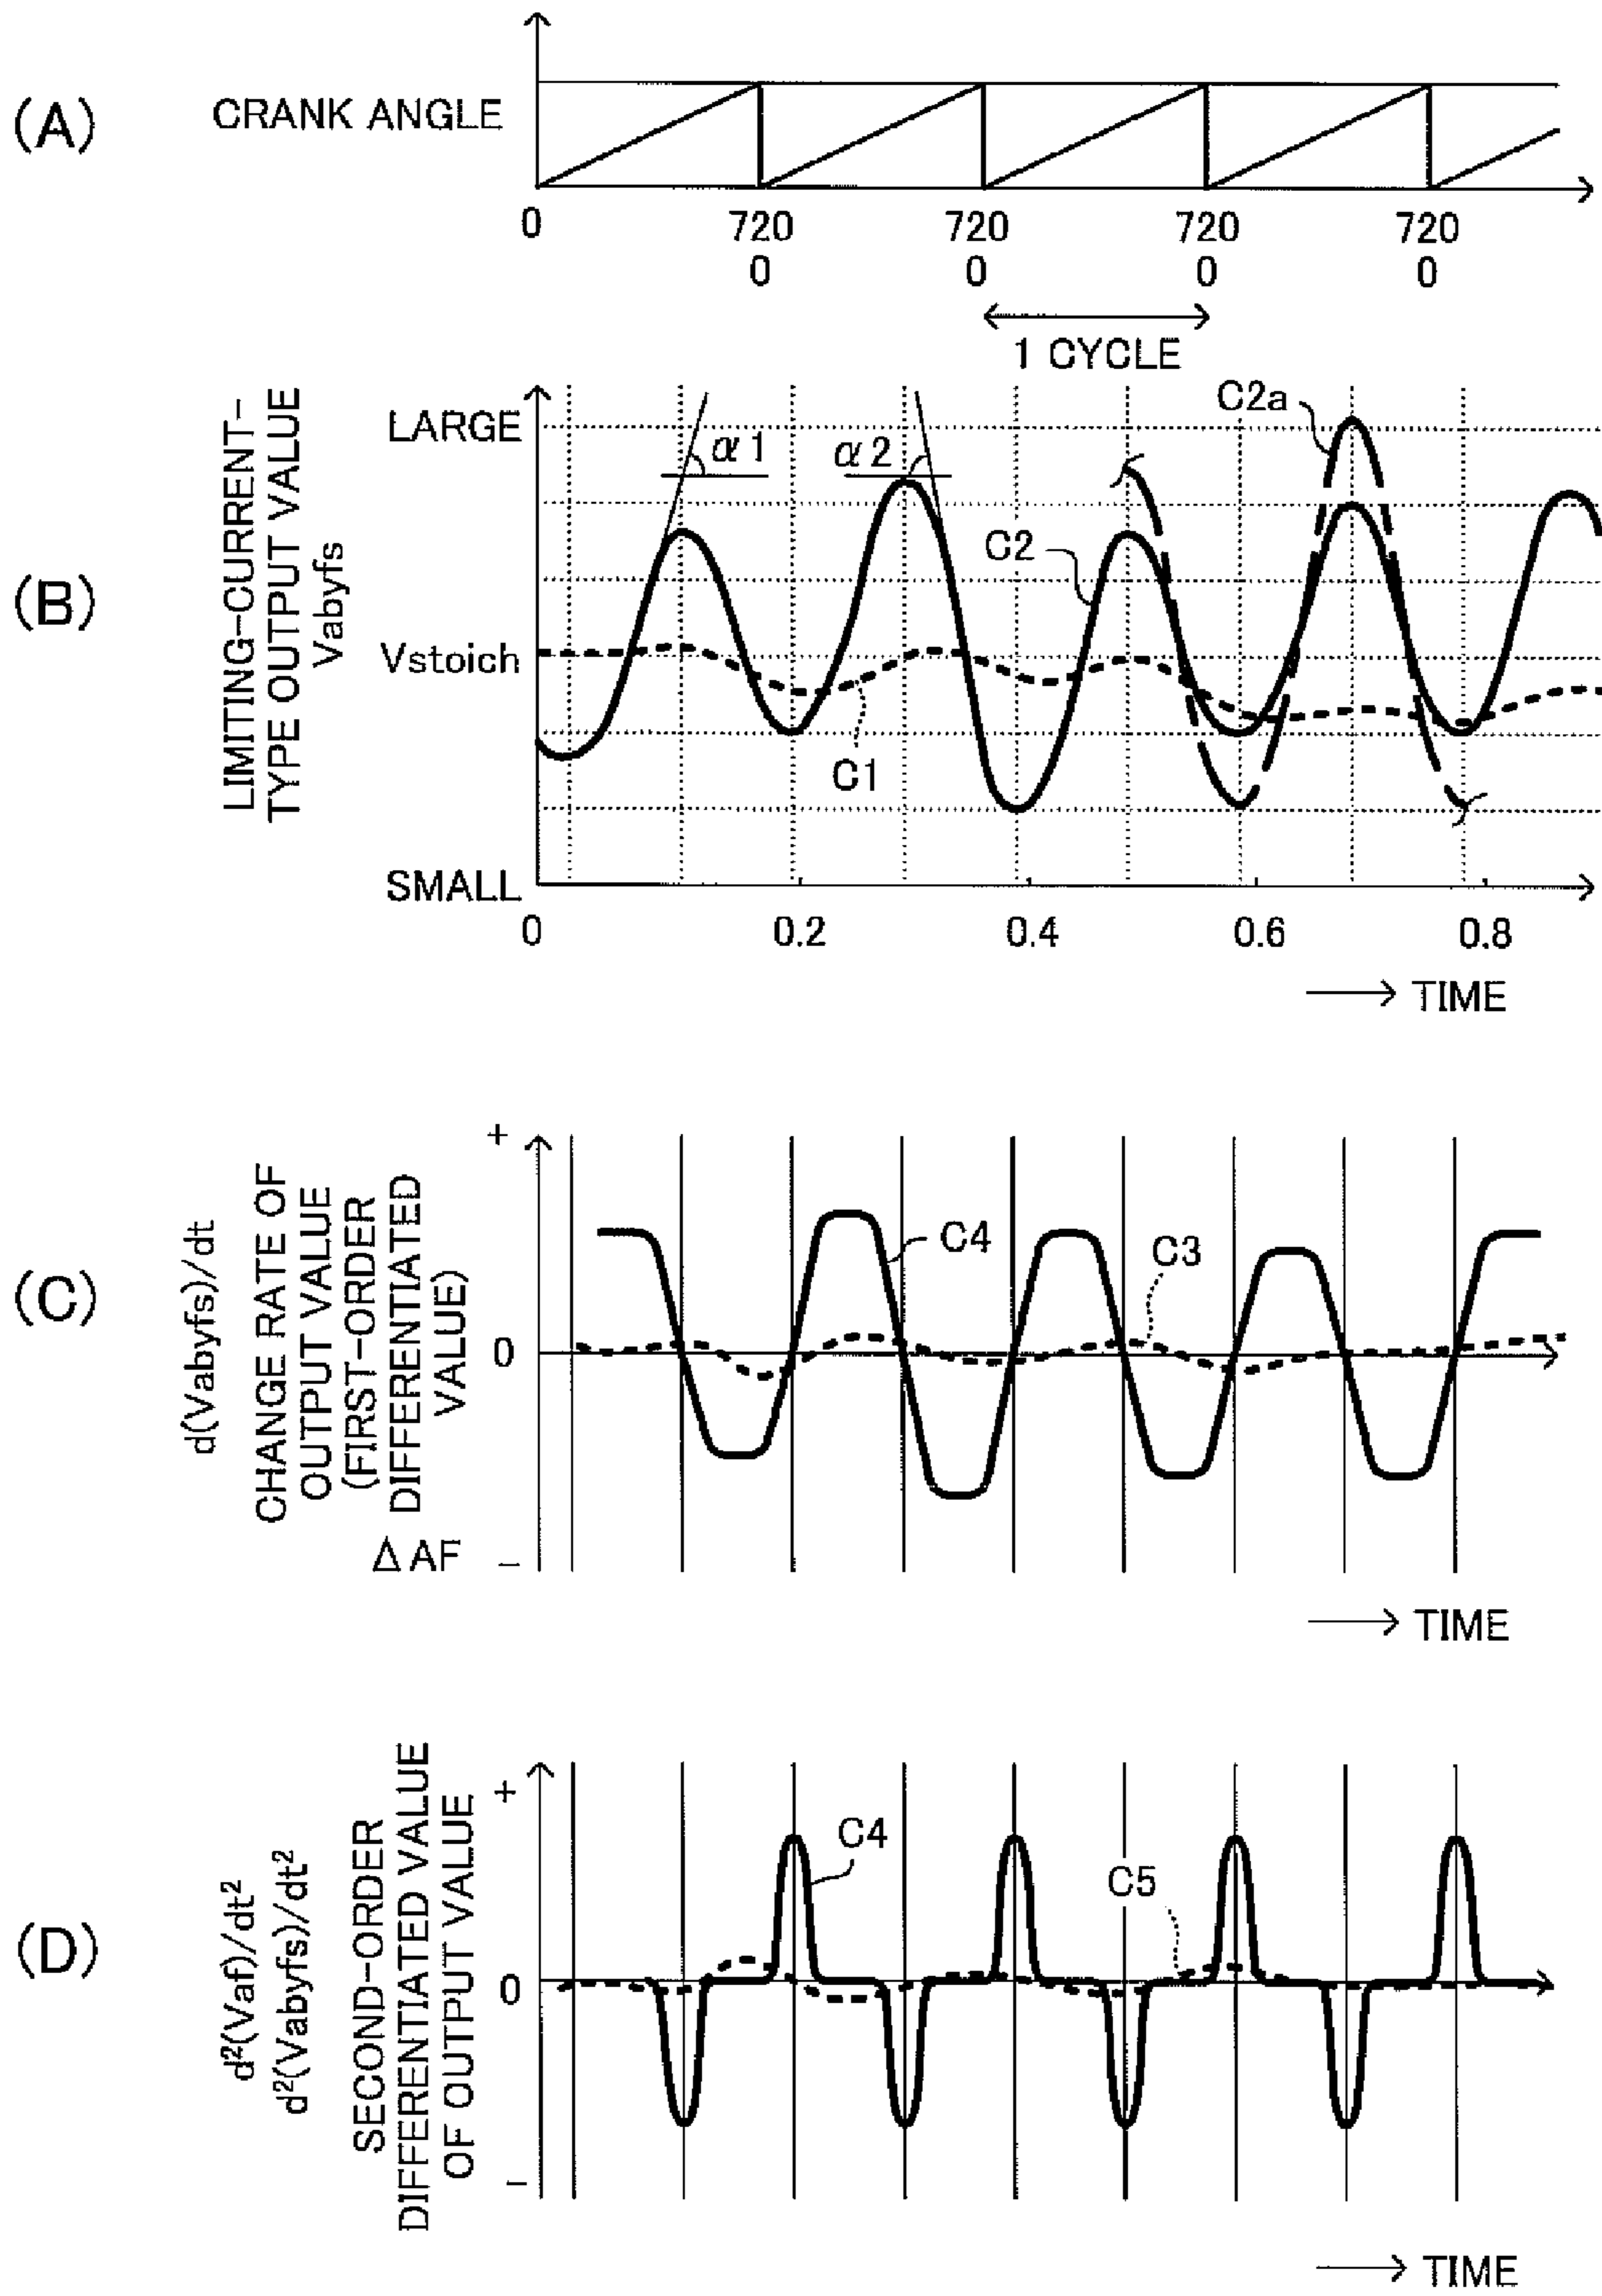 (A)
CRANK ANGLE
0
720
720
720
720
0
0
0
0
1 CYCLE
(B)
LIMITING-CURRENT-
TYPE OUTPUT VALUE
Vabyfs
LARGE
Vstoich
SMALL
α1
α2
C2
C2a
C1
0
0.2
0.4
0.6
0.8
TIME
(C)
d(Vabyfs)/dt
CHANGE RATE OF
OUTPUT VALUE
(FIRST-ORDER
DIFFERENTIATED
VALUE)
ΔAF
+
0
−
C4
C3
TIME
(D)
d²(Vaf)/dt²
d²(Vabyfs)/dt²
SECOND-ORDER
DIFFERENTIATED VALUE
OF OUTPUT VALUE
+
0
−
C4
C5
TIME